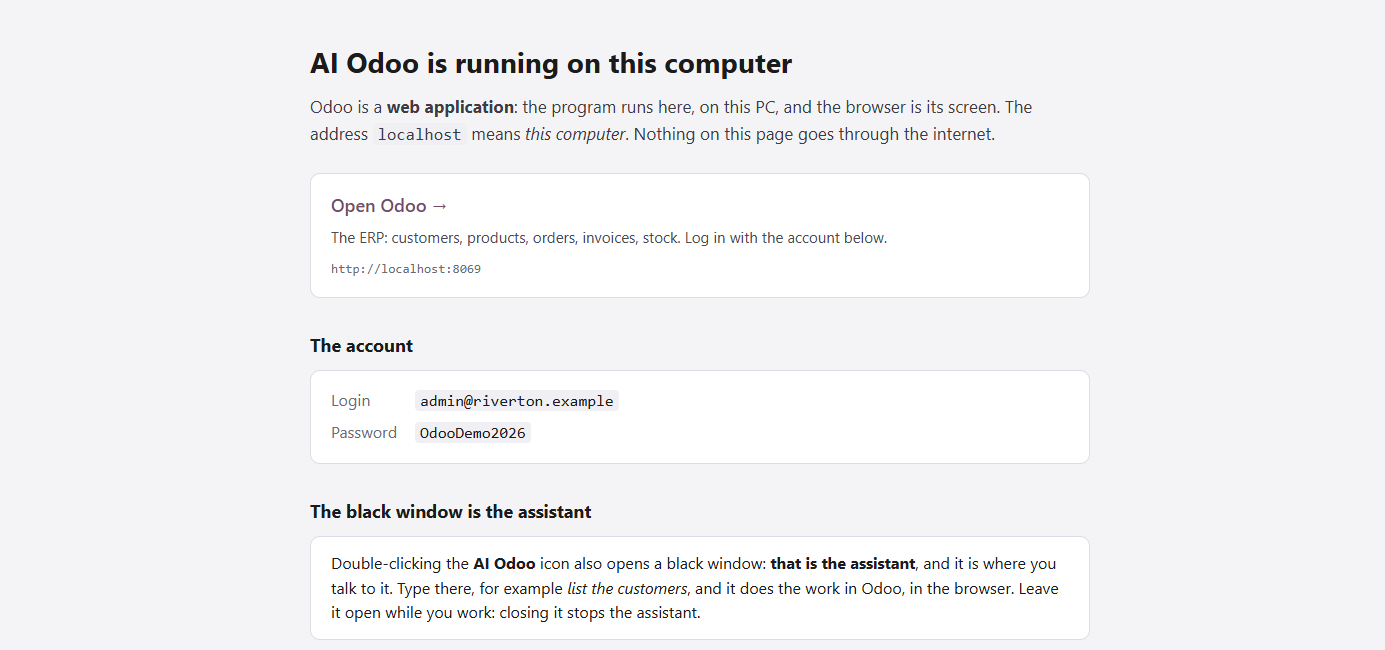 AI Odoo is running on this computer
Odoo is a web application: the program runs here, on this PC, and the browser is its screen. The
address localhost means this computer. Nothing on this page goes through the internet.
Open Odoo →
The ERP: customers, products, orders, invoices, stock. Log in with the account below.
http://localhost:8069
The account
Login admin@riverton.example
Password OdooDemo2026
The black window is the assistant
Double-clicking the AI Odoo icon also opens a black window: that is the assistant, and it is where you
talk to it. Type there, for example list the customers, and it does the work in Odoo, in the browser. Leave
it open while you work: closing it stops the assistant.